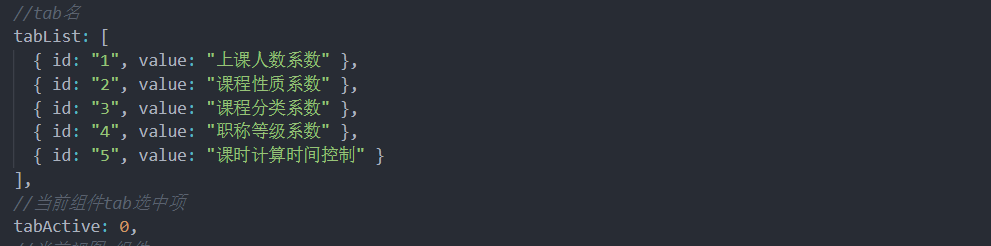 //tab名
tabList: [
{ id: "1", value: "上课人数系数" },
{ id: "2", value: "课程性质系数" },
{ id: "3", value: "课程分类系数" },
{ id: "4", value: "职称等级系数" },
{ id: "5", value: "课时计算时间控制" }
],
//当前组件tab选中项
tabActive: 0,